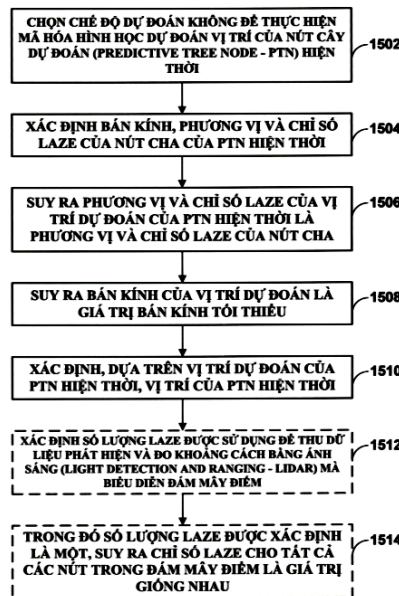 CHỌN CHẾ ĐỘ DỰ ĐOÁN KHÔNG ĐỂ THỰC HIỆN
MÃ HÓA HÌNH HỌC DỰ ĐOÁN VỊ TRÍ CỦA NÚT CÂY
DỰ ĐOÁN (PREDICTIVE TREE NODE - PTN) HIỆN
THỜI
1502
XÁC ĐỊNH BÁN KÍNH, PHƯƠNG VỊ VÀ CHỈ SỐ
LAZE CỦA NÚT CHA CỦA PTN HIỆN THỜI
1504
SUY RA PHƯƠNG VỊ VÀ CHỈ SỐ LAZE CỦA VỊ
TRÍ DỰ ĐOÁN CỦA PTN HIỆN THỜI LÀ
PHƯƠNG VỊ VÀ CHỈ SỐ LAZE CỦA NÚT CHA
1506
SUY RA BÁN KÍNH CỦA VỊ TRÍ DỰ ĐOÁN LÀ
GIÁ TRỊ BÁN KÍNH TỐI THIỂU
1508
XÁC ĐỊNH, DỰA TRÊN VỊ TRÍ DỰ ĐOÁN CỦA
PTN HIỆN THỜI, VỊ TRÍ CỦA PTN HIỆN THỜI
1510
XÁC ĐỊNH SỐ LƯỢNG LAZE ĐƯỢC SỬ DỤNG ĐỂ THU DỮ
LIỆU PHÁT HIỆN VÀ ĐO KHOẢNG CÁCH BẰNG ÁNH
SÁNG (LIGHT DETECTION AND RANGING - LIDAR) MÀ
BIỂU DIỄN ĐÁM MÂY ĐIỂM
1512
TRONG ĐÓ SỐ LƯỢNG LAZE ĐƯỢC XÁC ĐỊNH
LÀ MỘT, SUY RA CHỈ SỐ LAZE CHO TẤT CẢ
CÁC NÚT TRONG ĐÁM MÂY ĐIỂM LÀ GIÁ TRỊ
GIỐNG NHAU
1514